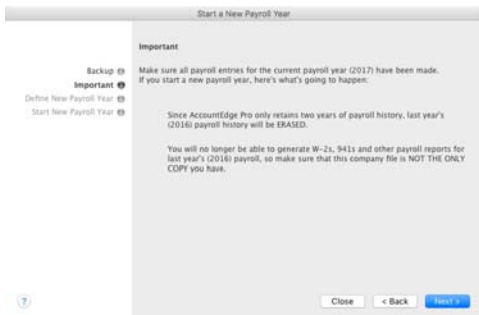 Start a New Payroll Year
Important
Backup
Important
Define New Payroll Year
Start New Payroll Year
Make sure all payroll entries for the current payroll year (2017) have been made.
If you start a new payroll year, here's what's going to happen:
Since AccountEdge Pro only retains two years of payroll history, last year's
(2016) payroll history will be ERASED.
You will no longer be able to generate W-2s, 941s and other payroll reports for
last year's (2016) payroll, so make sure that this company file is NOT THE ONLY
COPY you have.
?
Close
< Back
Next >